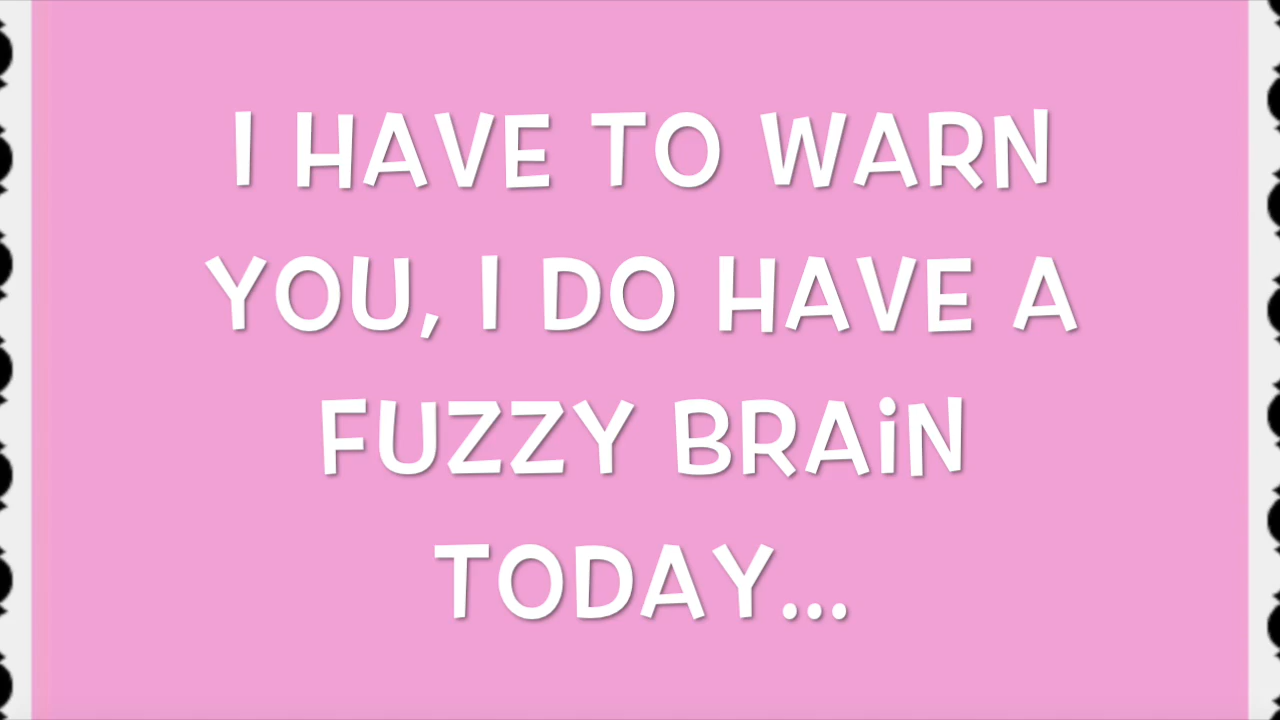 I HAVE TO WARN
YOU, I DO HAVE A
FUZZY BRAiN
TODAY...